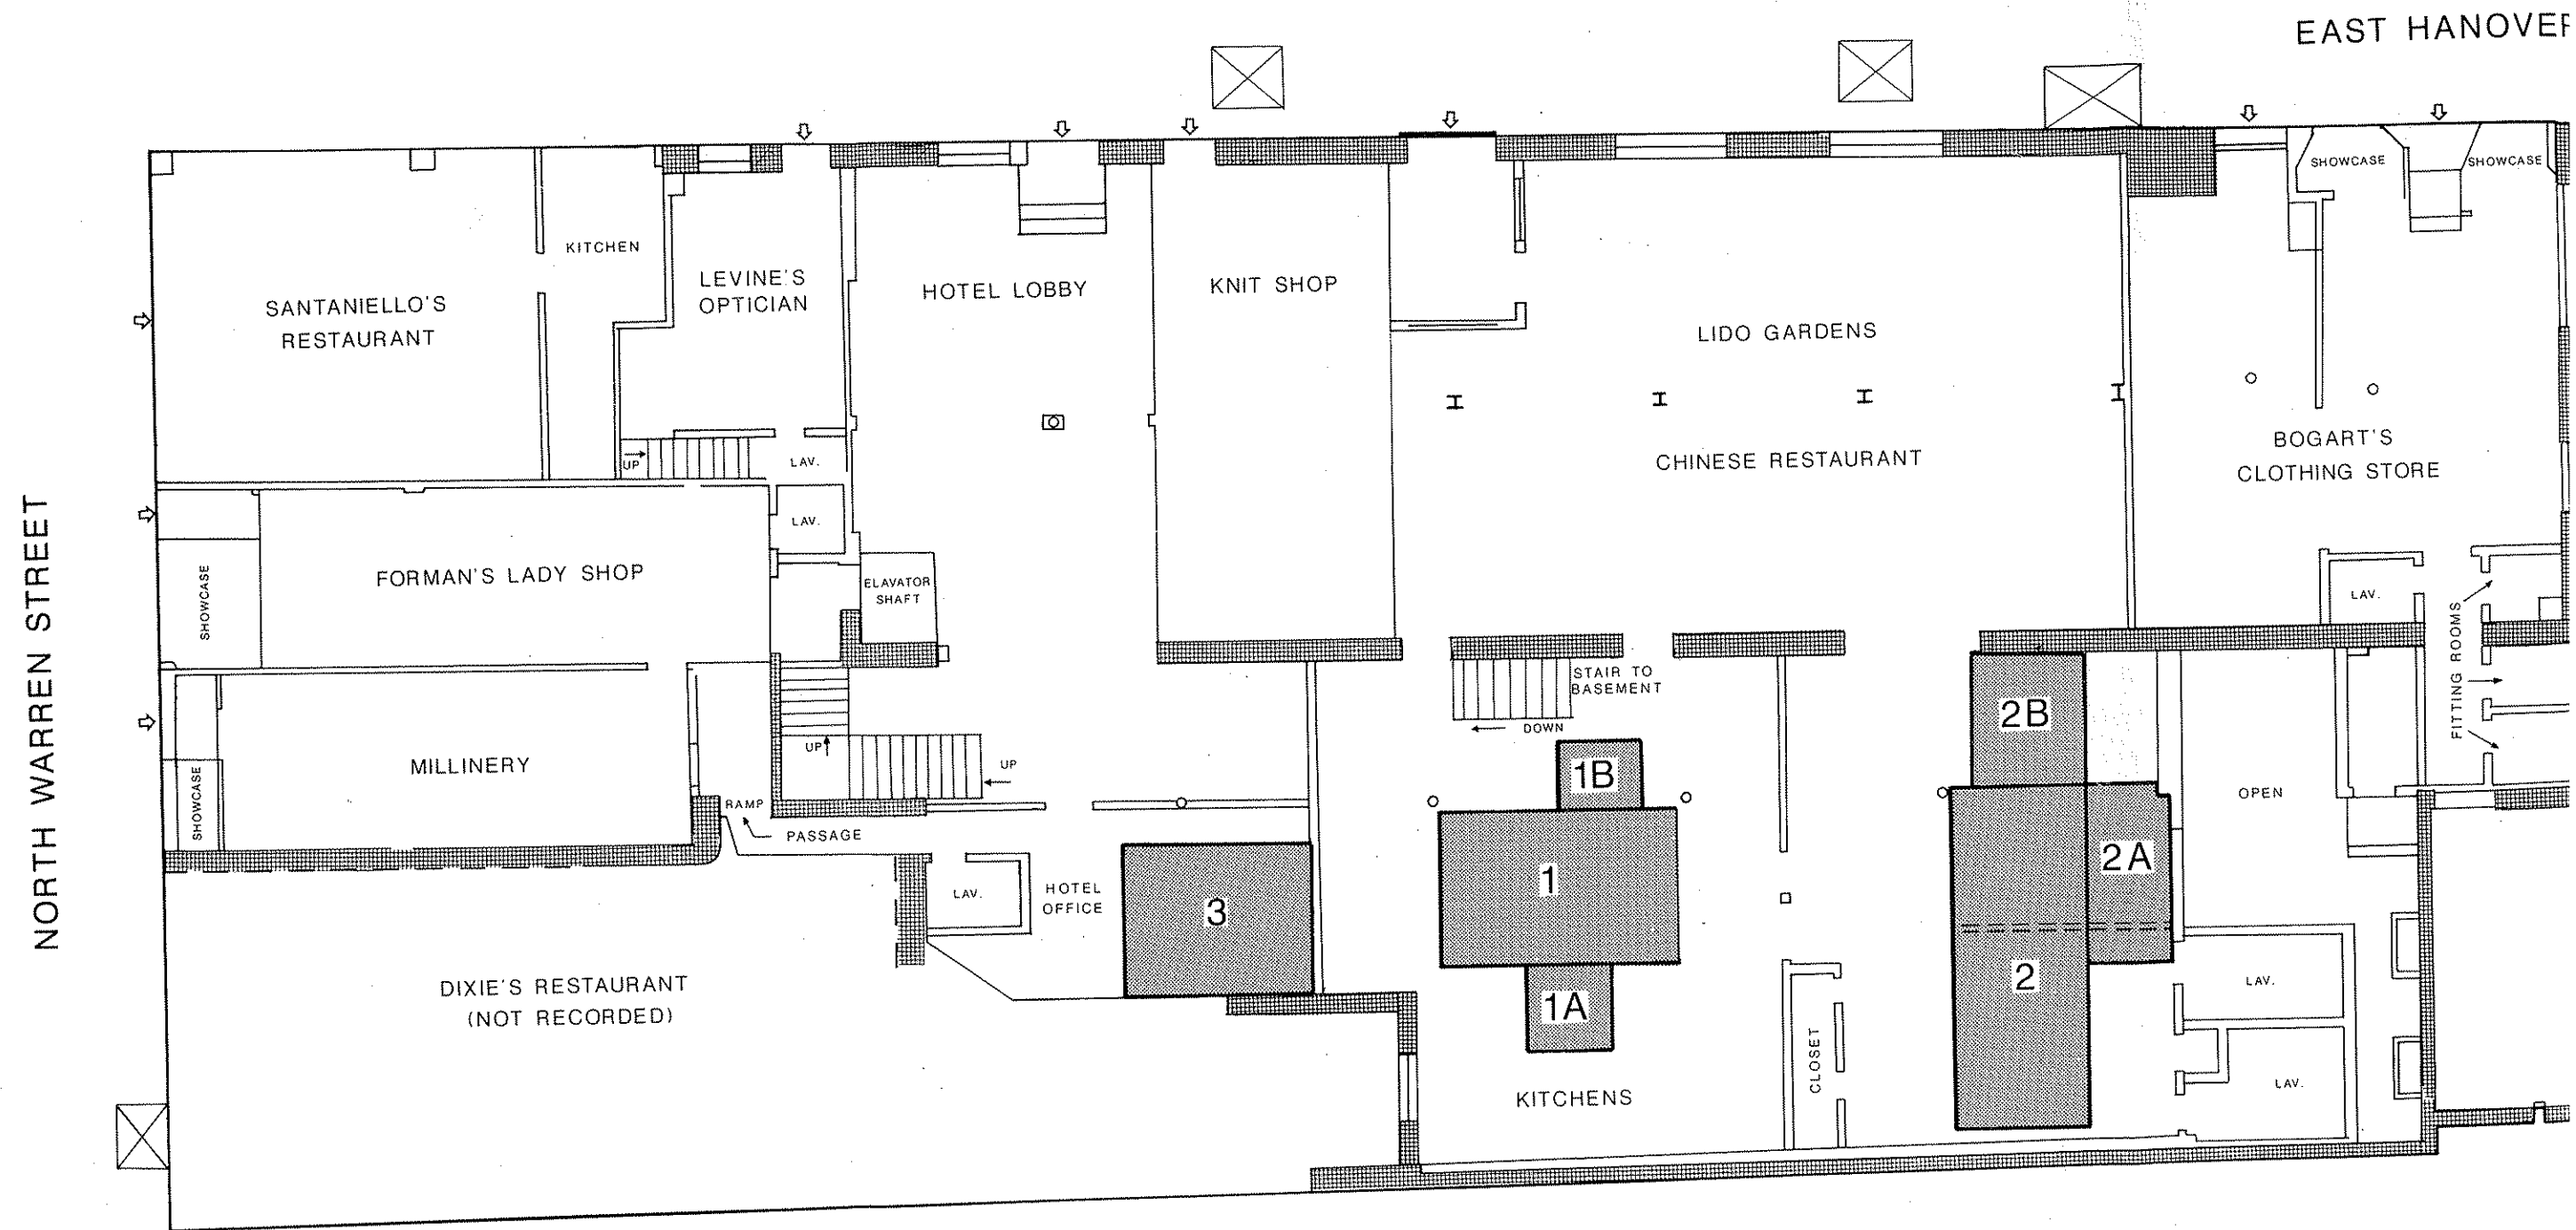 EAST HANOVER
SHOWCASE
SHOWCASE
KITCHEN
LEVINE'S
OPTICIAN
HOTEL LOBBY
KNIT SHOP
SANTANIELLO'S
RESTAURANT
LIDO GARDENS
CHINESE RESTAURANT
BOGART'S
CLOTHING STORE
UP
LAV.
LAV.
NORTH WARREN STREET
SHOWCASE
FORMAN'S LADY SHOP
ELAVATOR
SHAFT
LAV.
FITTING ROOMS
STAIR TO
BASEMENT
DOWN
2B
1B
UP
UP
MILLINERY
SHOWCASE
RAMP
PASSAGE
OPEN
1
2A
LAV.
HOTEL
OFFICE
3
DIXIE'S RESTAURANT
(NOT RECORDED)
1A
2
LAV.
CLOSET
KITCHENS
LAV.